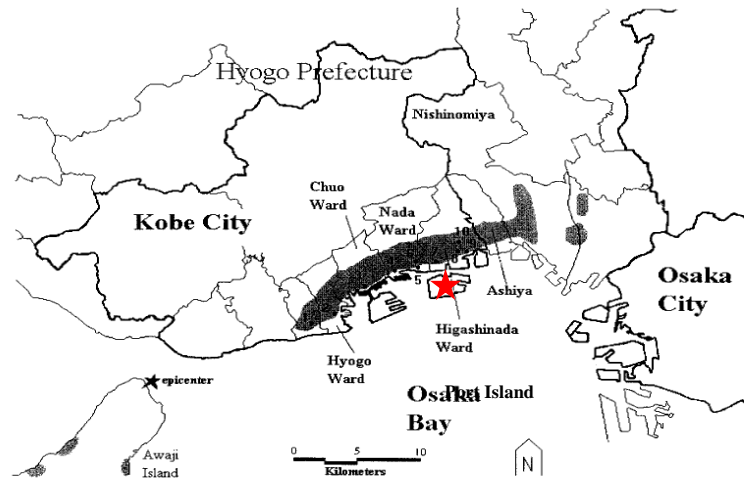 Hyogo Prefecture
Nishinomiya
Chuo
Ward
Nada
Ward
Kobe City
10
5
Ashiya
Osaka
City
Higashinada
Ward
Hyogo
Ward
epicenter
Port Island
Osaka
Bay
Awaji
Island
0
5
10
Kilometers
N